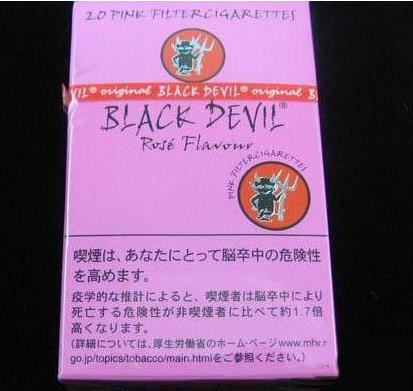 20 PINK FILTERCIGARETTES
VIL® original BLACK DEVIL® original B
BLACK DEVIL®
Rosé Flavour
PINK FILTERCIGARETTES
喫煙は、あなたにとって脳卒中の危険性
を高めます。
疫学的な推計によると、喫煙者は脳卒中により
死亡する危険性が非喫煙者に比べて約1.7倍
高くなります。
(詳細については、厚生労働省のホーム・ページwww.mhlw.
go.jp/topics/tobacco/main.htmlをご参照ください。)